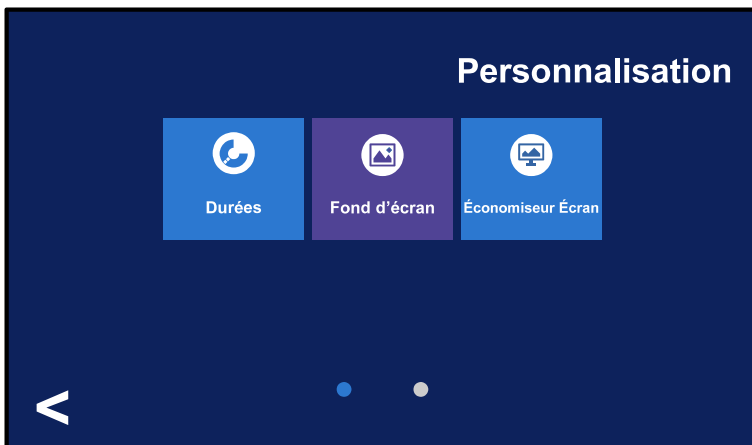 Personnalisation
Durées
Fond d’écran
Économiseur Écran
<